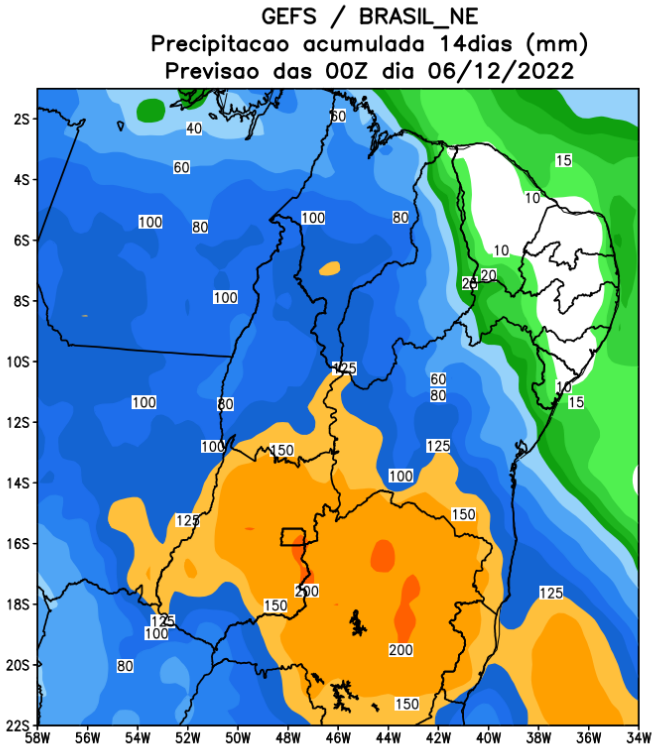 GEFS / BRASIL_NE
Precipitacao acumulada 14dias (mm)
Previsao das 00Z dia 06/12/2022
60
2S
40
15
60
4S
10
100
80
100
80
6S
10
20
20
100
8S
10S
125
60
10
80
100
80
15
12S
100
150
125
100
14S
150
125
16S
200
125
150
18S
125
100
200
80
20S
150
22S
58W
56W
54W
52W
50W
48W
46W
44W
42W
40W
38W
36W
34W